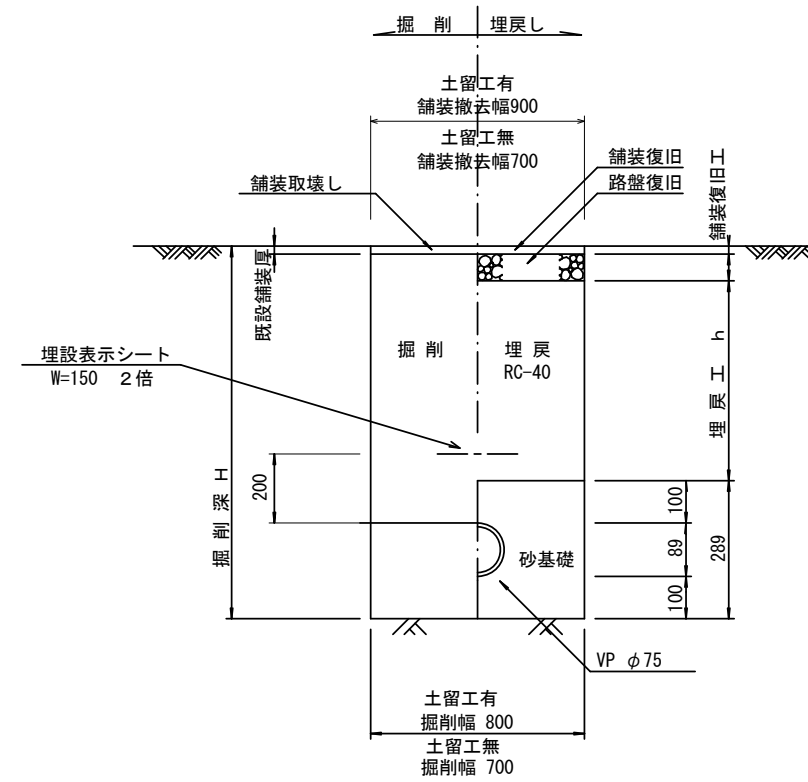 掘 削 埋戻し
土留工有
舗装撤去幅900
土留工無
舗装撤去幅700
舗装取壊し
舗装復旧
路盤復旧
舗装復旧工
既設舗装厚
掘 削
埋 戻
RC-40
埋設表示シート
W=150 2倍
埋 戻 工 h
掘 削 深 H
200
100
89
100
289
砂基礎
VP φ75
土留工有
掘削幅 800
土留工無
掘削幅 700